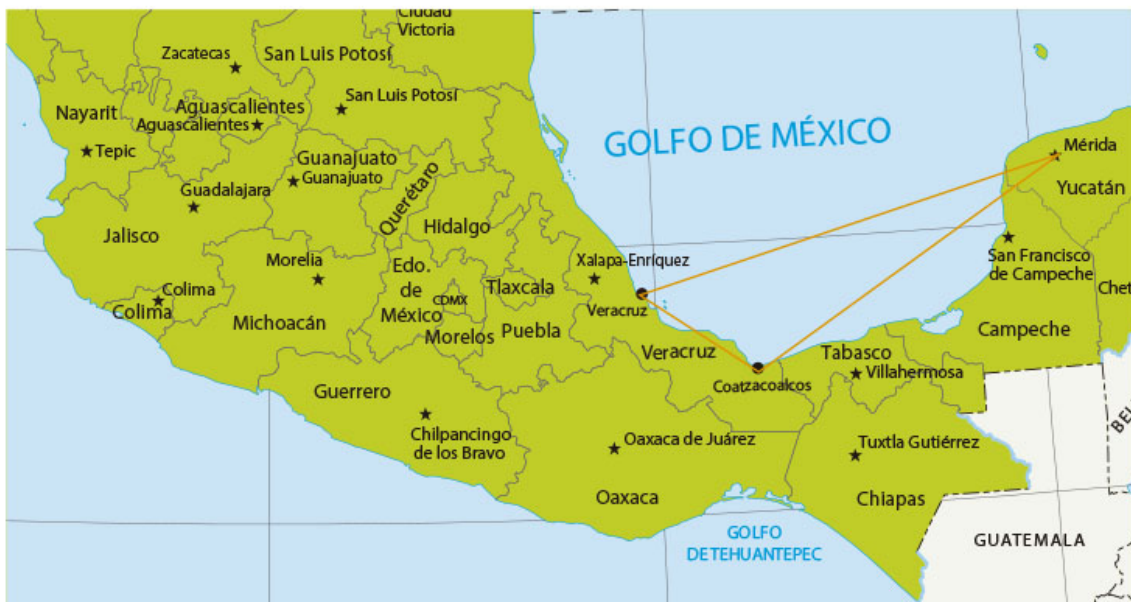 Ciudad
Victoria
Zacatecas
San Luis Potosí
San Luis Potosí
Nayarit
Aguascalientes
Aguascalientes
Tepic
Guanajuato
Guanajuato
Querétaro
Guadalajara
Jalisco
Hidalgo
GOLFO DE MÉXICO
Mérida
Yucatán
San Francisco
de Campeche
Campeche
Chet
Morelia
Xalapa-Enríquez
Colima
Colima
Michoacán
Edo.
de
México
CDMX
Tlaxcala
Morelos
Puebla
Veracruz
Veracruz
Tabasco
Villahermosa
Coatzacoalcos
Guerrero
Chilpancingo
de los Bravo
Oaxaca de Juárez
Tuxtla Gutiérrez
Oaxaca
Chiapas
BEL
GOLFO
DETEHUANTEPEC
GUATEMALA